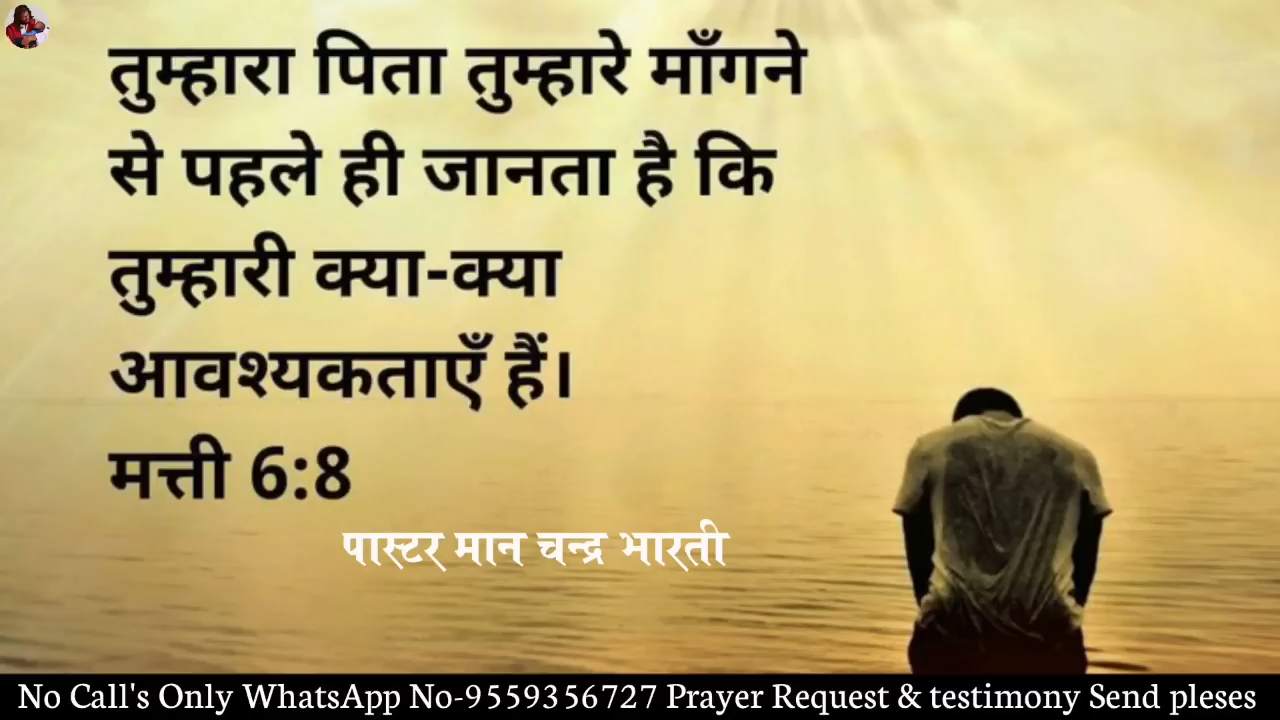 तुम्हारा पिता तुम्हारे माँगने
से पहले ही जानता है कि
तुम्हारी क्या-क्या
आवश्यकताएँ हैं।
मत्ती 6:8
पास्टर मान चन्द्र भारती
No Call's Only WhatsApp No-9559356727 Prayer Request & testimony Send pleses